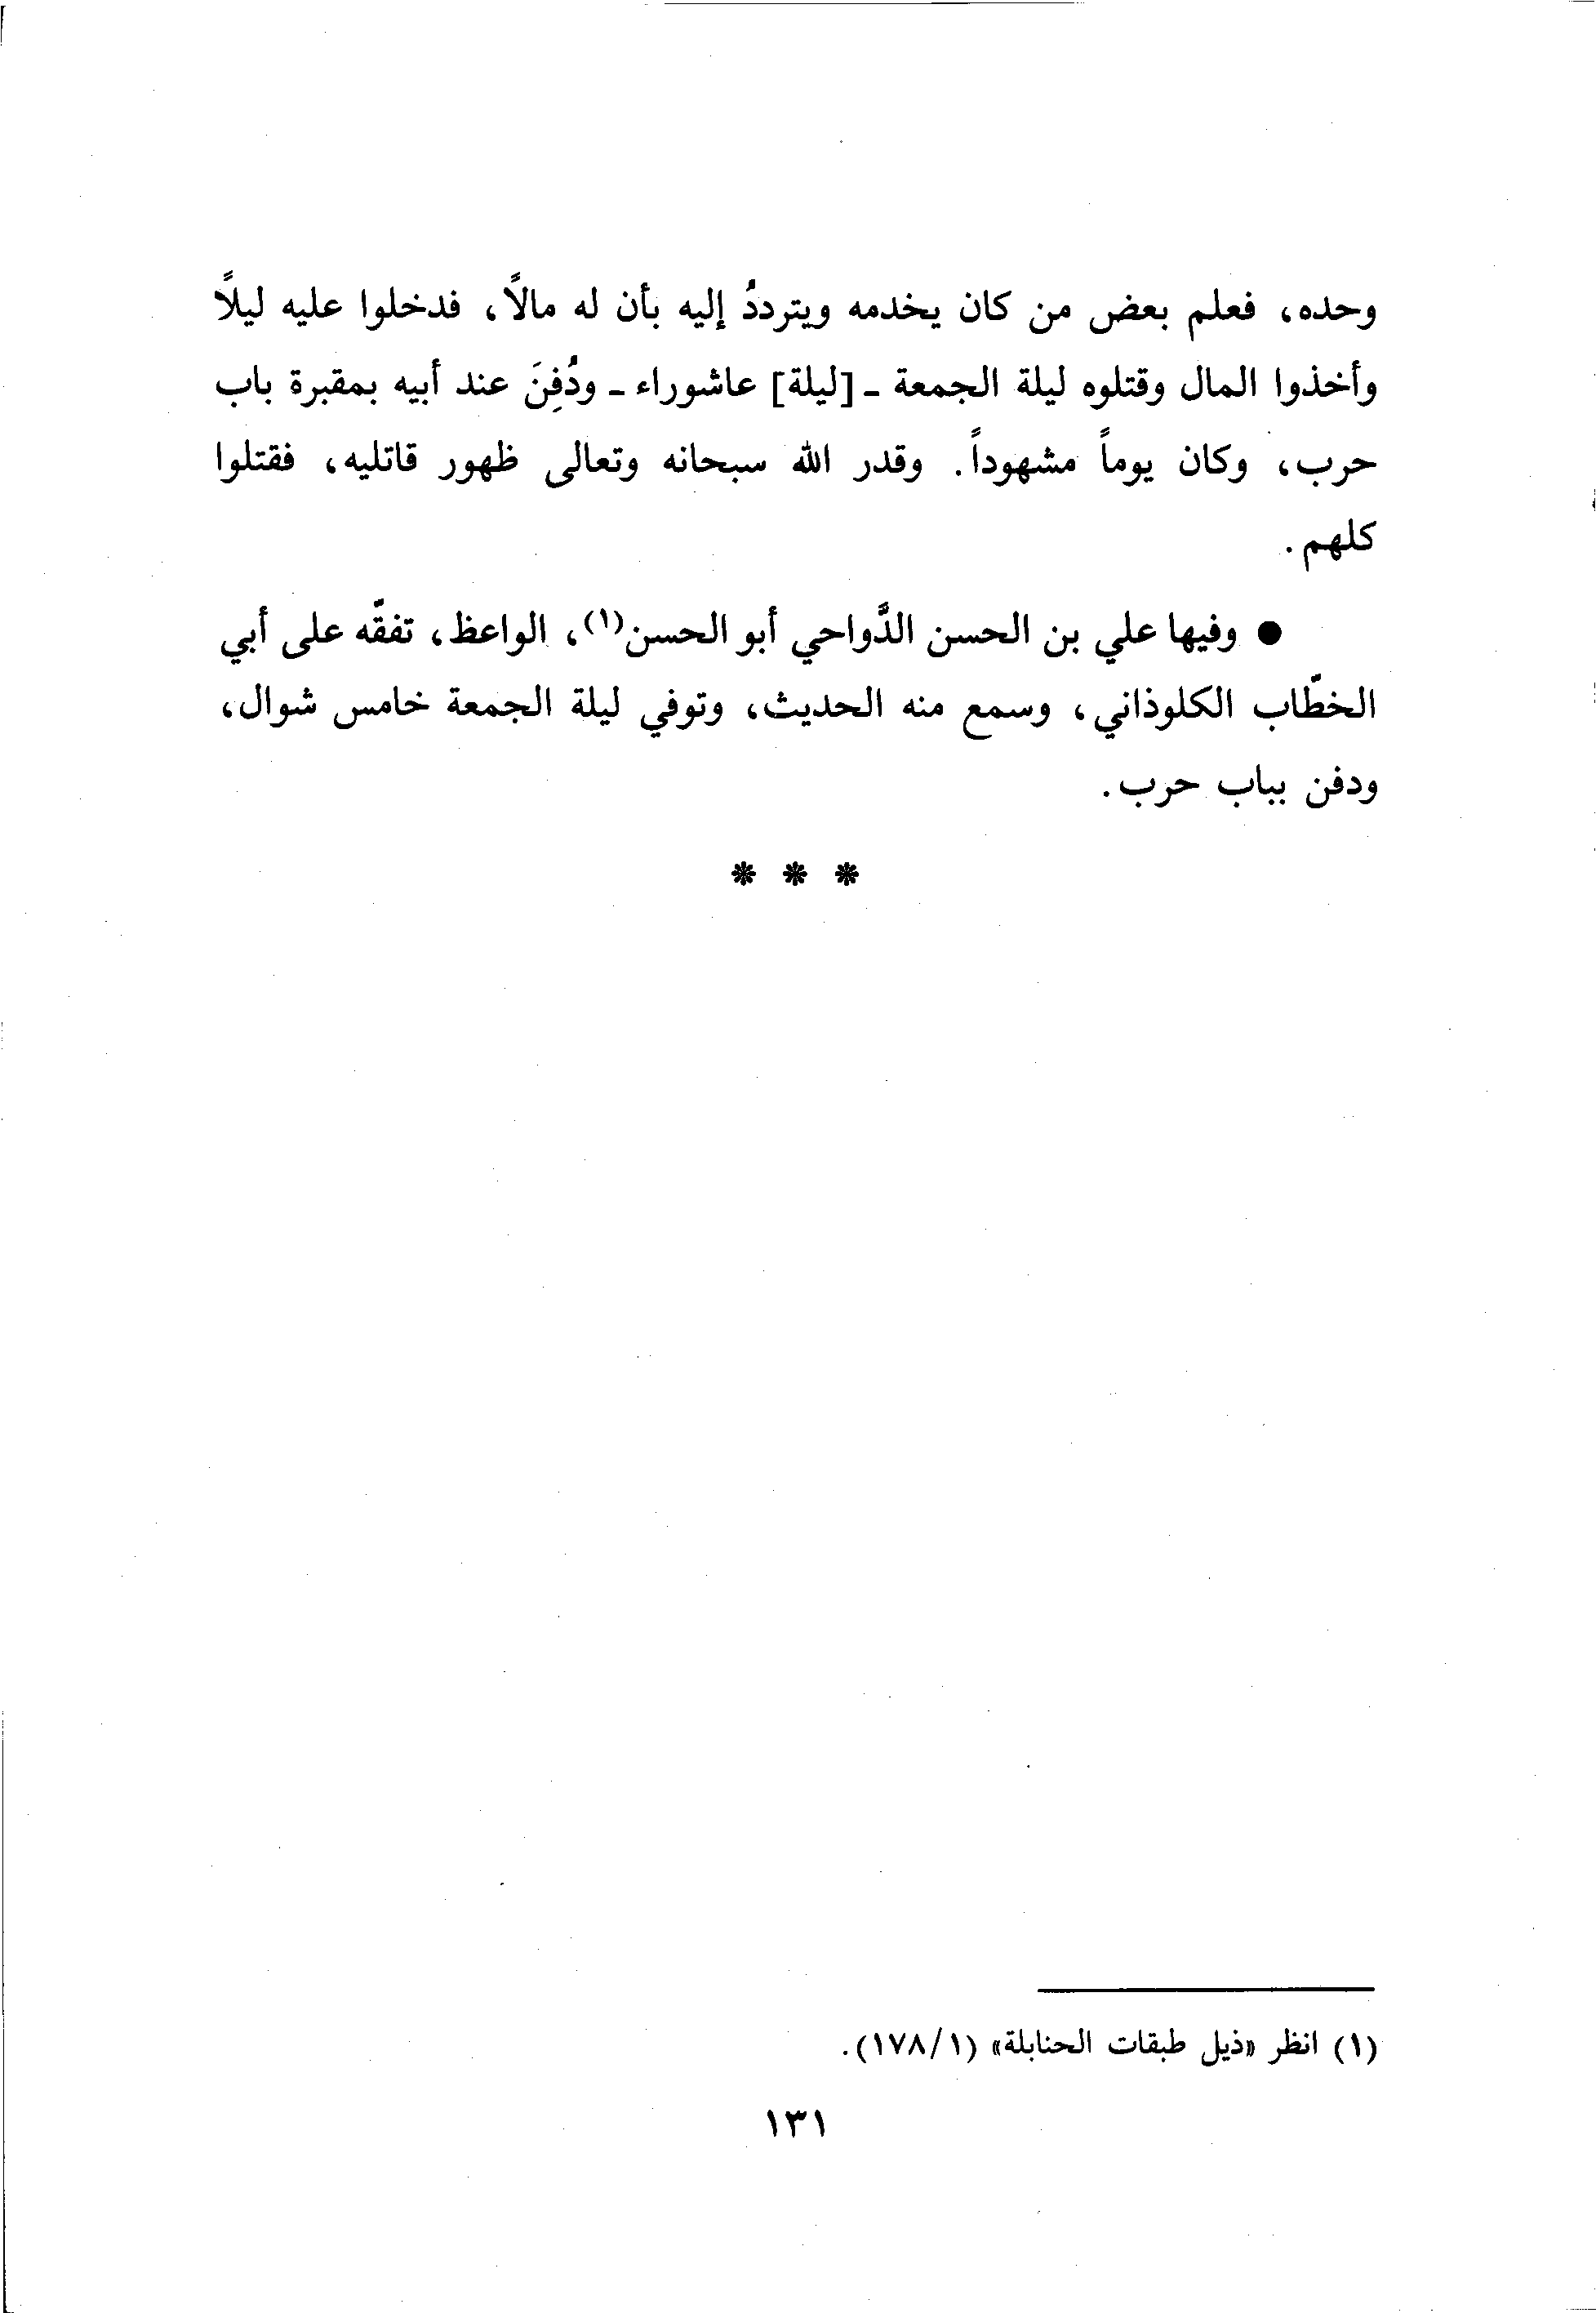 وحده، فعلم بعض من كان يخدمه ويترددُ إليه بأن له مالاً، فدخلوا عليه ليلاً
وأخذوا المال وقتلوه ليلة الجمعة ـ [ليلة] عاشوراء ـ ودُفِنَ عند أبيه بمقبرة باب
حرب، وكان يوماً مشهوداً. وقدر الله سبحانه وتعالى ظهور قاتليه، فقتلوا
كلهم.
● وفيها علي بن الحسن الدَّواحي أبو الحسن(١)، الواعظ، تفقّه على أبي
الخطّاب الكلوذاني، وسمع منه الحديث، وتوفي ليلة الجمعة خامس شوال،
ودفن بباب حرب.
* * *
(١) انظر «ذيل طبقات الحنابلة» (١/١٧٨).
١٣١